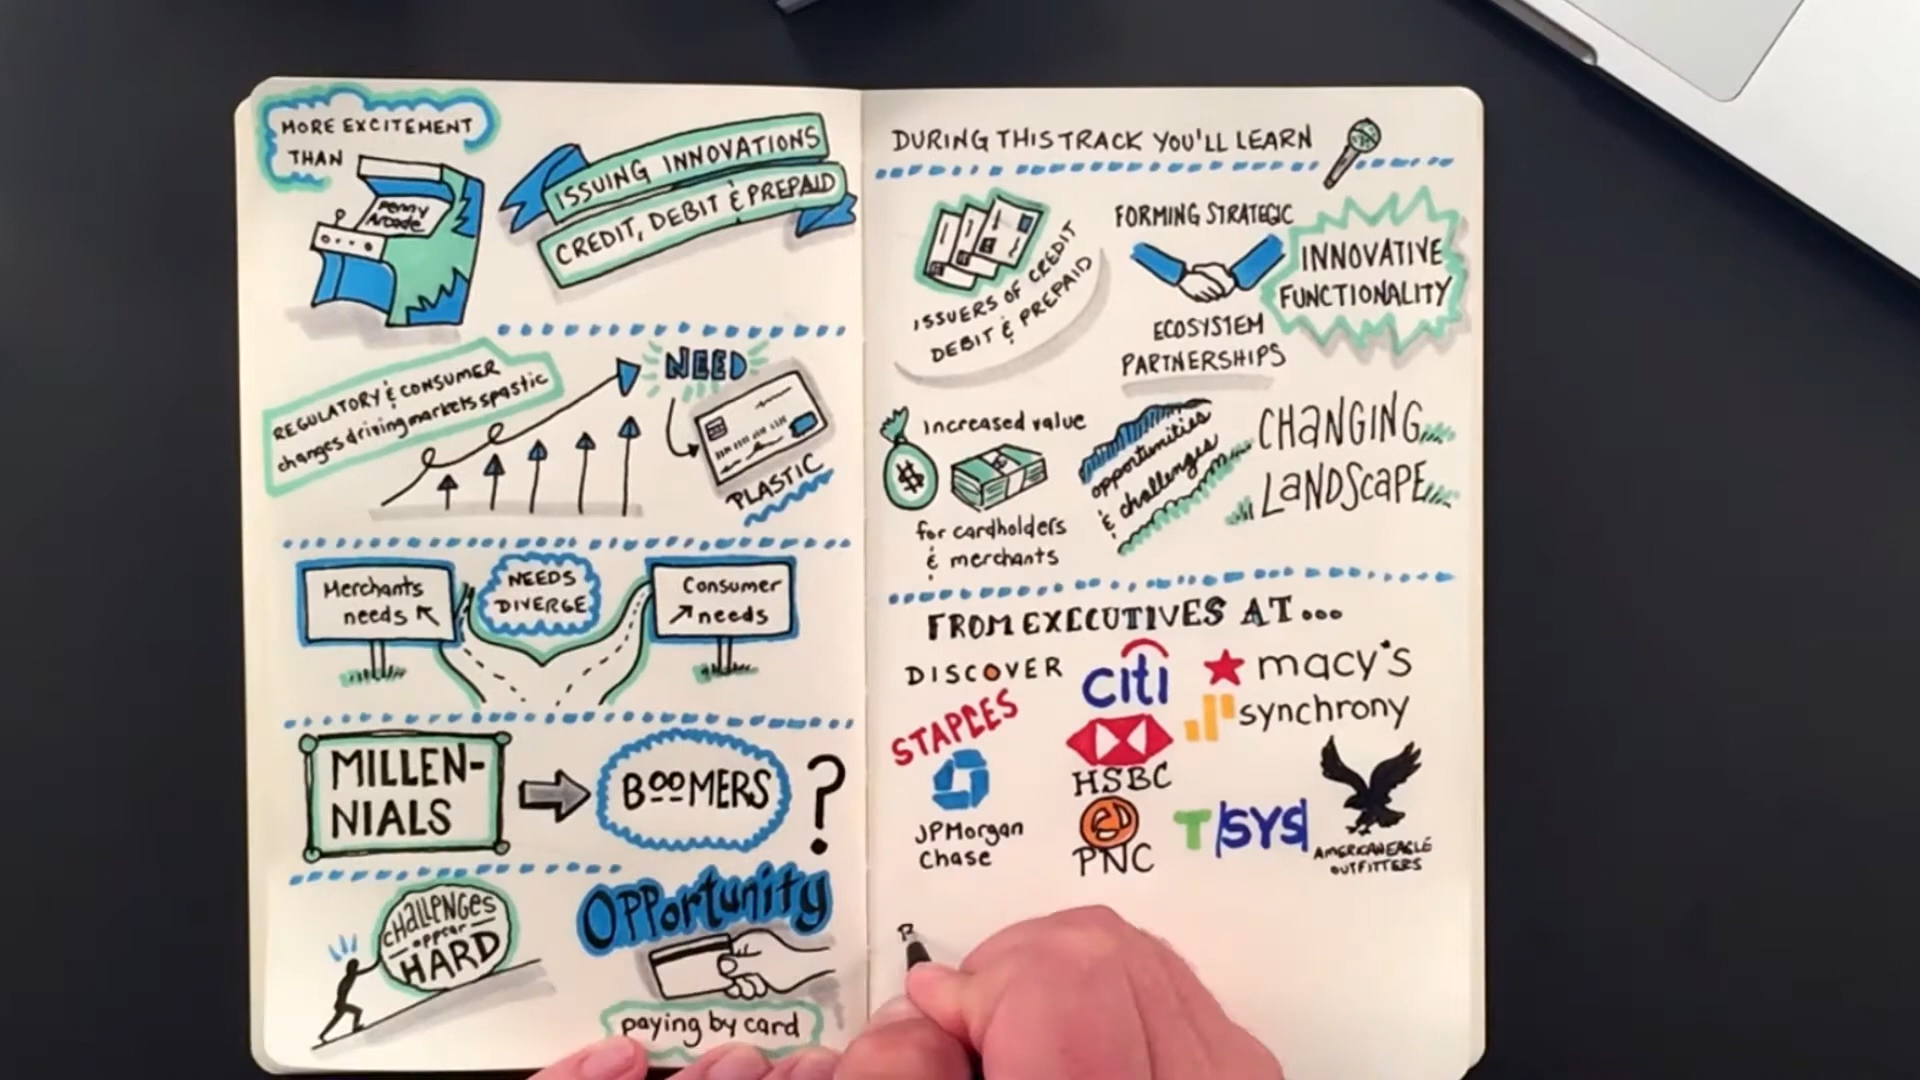 MORE EXCITEMENT
THAN
Penny
Arcade
ISSUING INNOVATIONS
CREDIT, DEBIT & PREPAID
REGULATORY & CONSUMER
changes driving markets spastic
NEED
PLASTIC
Merchants
needs
NEEDS
DIVERGE
Consumer
needs
MILLEN-
NIALS
BOOMERS
?
CHALLENGES
appear
HARD
OPPORTUNITY
paying by card
DURING THIS TRACK YOU'LL LEARN
ISSUERS OF CREDIT
DEBIT & PREPAID
FORMING STRATEGIC
ECOSYSTEM
PARTNERSHIPS
INNOVATIVE
FUNCTIONALITY
$
increased value
for cardholders
& merchants
opportunities
& challenges
CHANGING
LANDSCAPE
FROM EXECUTIVES AT...
DISCOVER
citi
macy's
STAPLES
synchrony
HSBC
JPMorgan
Chase
PNC
T/SYS
AMERICAN EAGLE
OUTFITTERS